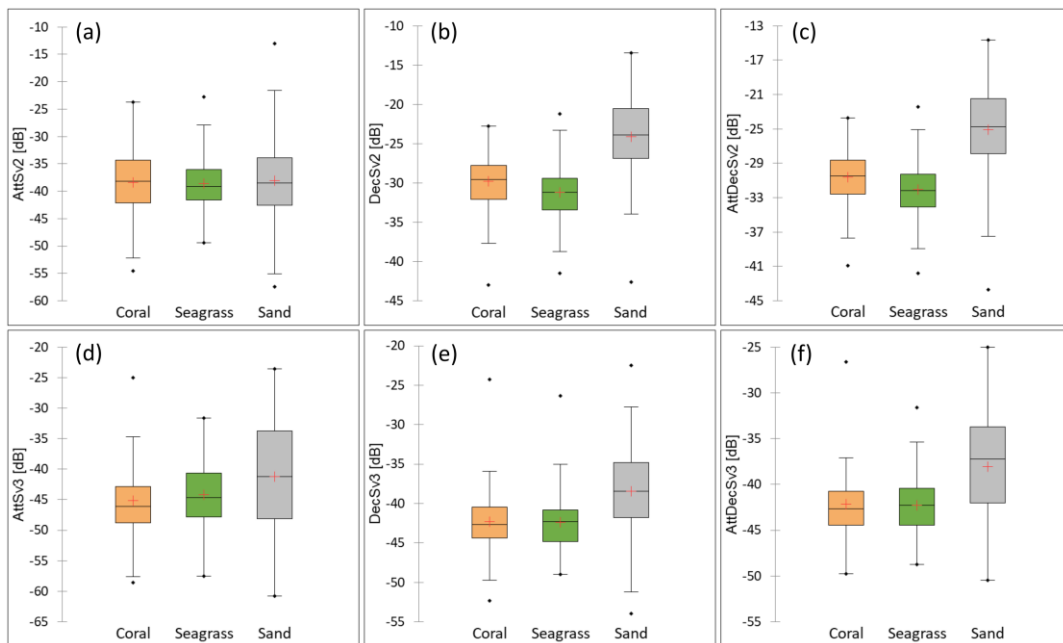 (a)
AttSv2 [dB]
-10
-15
-20
-25
-30
-35
-40
-45
-50
-55
-60
Coral Seagrass Sand
(b)
DecSv2 [dB]
-10
-15
-20
-25
-30
-35
-40
-45
Coral Seagrass Sand
(c)
AttDecSv2 [dB]
-13
-17
-21
-25
-29
-33
-37
-41
-45
Coral Seagrass Sand
(d)
AttSv3 [dB]
-20
-25
-30
-35
-40
-45
-50
-55
-60
-65
Coral Seagrass Sand
(e)
DecSv3 [dB]
-20
-25
-30
-35
-40
-45
-50
-55
Coral Seagrass Sand
(f)
AttDecSv3 [dB]
-25
-30
-35
-40
-45
-50
-55
Coral Seagrass Sand